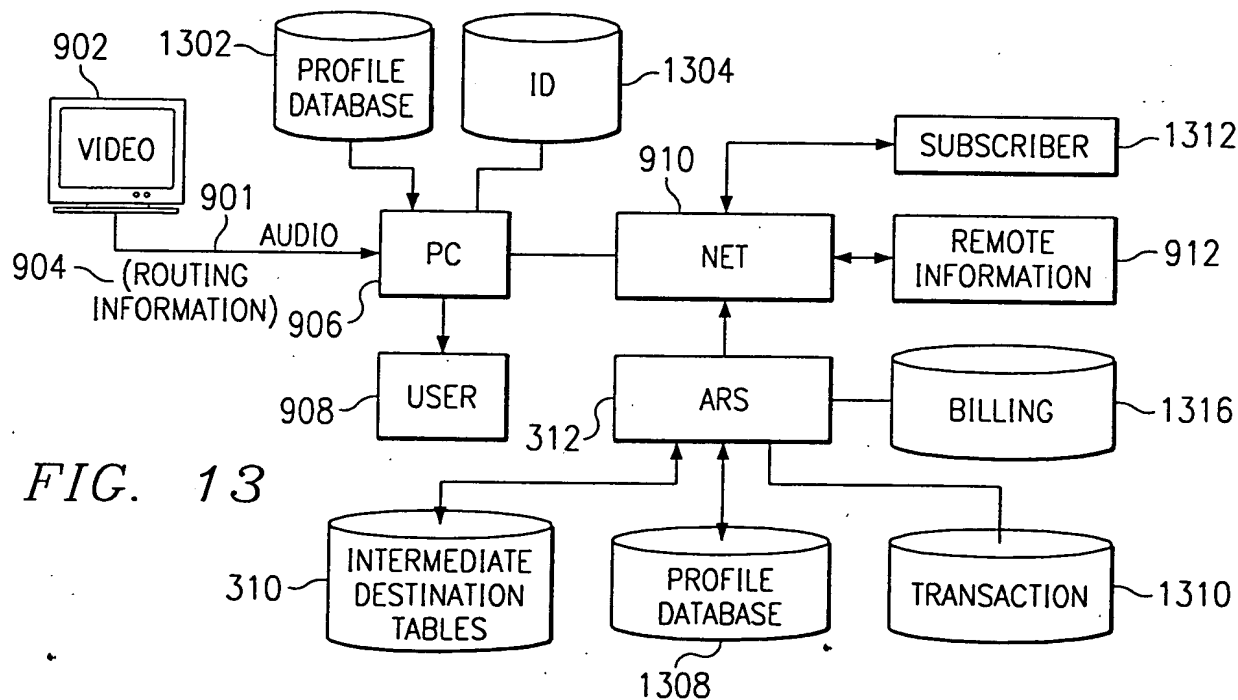 902
VIDEO
1302
PROFILE
DATABASE
ID
1304
901
AUDIO
904
(ROUTING
INFORMATION)
906
PC
910
NET
SUBSCRIBER
1312
REMOTE
INFORMATION
912
908
USER
312
ARS
BILLING
1316
FIG. 13
310
INTERMEDIATE
DESTINATION
TABLES
PROFILE
DATABASE
1308
TRANSACTION
1310